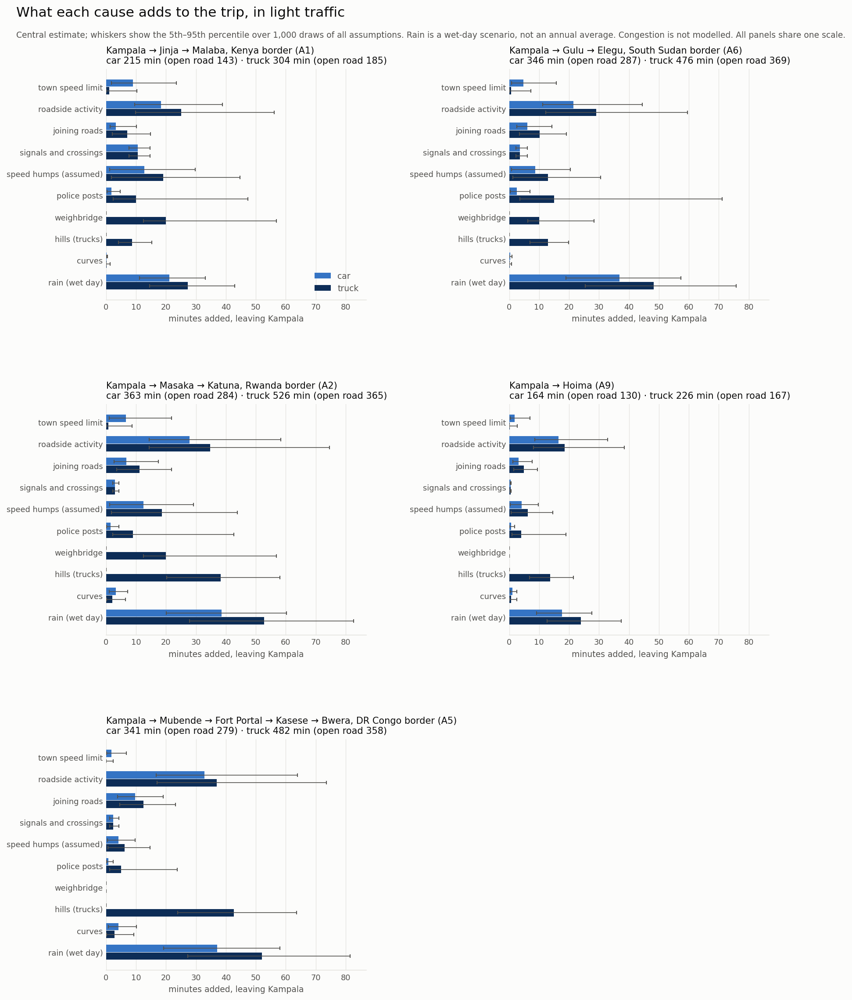 What each cause adds to the trip, in light traffic
Central estimate; whiskers show the 5th–95th percentile over 1,000 draws of all assumptions. Rain is a wet-day scenario, not an annual average. Congestion is not modelled. All panels share one scale.
Kampala → Jinja → Malaba, Kenya border (A1)
car 215 min (open road 143) · truck 304 min (open road 185)
town speed limit
roadside activity
joining roads
signals and crossings
speed humps (assumed)
police posts
weighbridge
hills (trucks)
curves
rain (wet day)
car
truck
0 10 20 30 40 50 60 70 80
minutes added, leaving Kampala
Kampala → Gulu → Elegu, South Sudan border (A6)
car 346 min (open road 287) · truck 476 min (open road 369)
town speed limit
roadside activity
joining roads
signals and crossings
speed humps (assumed)
police posts
weighbridge
hills (trucks)
curves
rain (wet day)
0 10 20 30 40 50 60 70 80
minutes added, leaving Kampala
Kampala → Masaka → Katuna, Rwanda border (A2)
car 363 min (open road 284) · truck 526 min (open road 365)
town speed limit
roadside activity
joining roads
signals and crossings
speed humps (assumed)
police posts
weighbridge
hills (trucks)
curves
rain (wet day)
0 10 20 30 40 50 60 70 80
minutes added, leaving Kampala
Kampala → Hoima (A9)
car 164 min (open road 130) · truck 226 min (open road 167)
town speed limit
roadside activity
joining roads
signals and crossings
speed humps (assumed)
police posts
weighbridge
hills (trucks)
curves
rain (wet day)
0 10 20 30 40 50 60 70 80
minutes added, leaving Kampala
Kampala → Mubende → Fort Portal → Kasese → Bwera, DR Congo border (A5)
car 341 min (open road 279) · truck 482 min (open road 358)
town speed limit
roadside activity
joining roads
signals and crossings
speed humps (assumed)
police posts
weighbridge
hills (trucks)
curves
rain (wet day)
0 10 20 30 40 50 60 70 80
minutes added, leaving Kampala